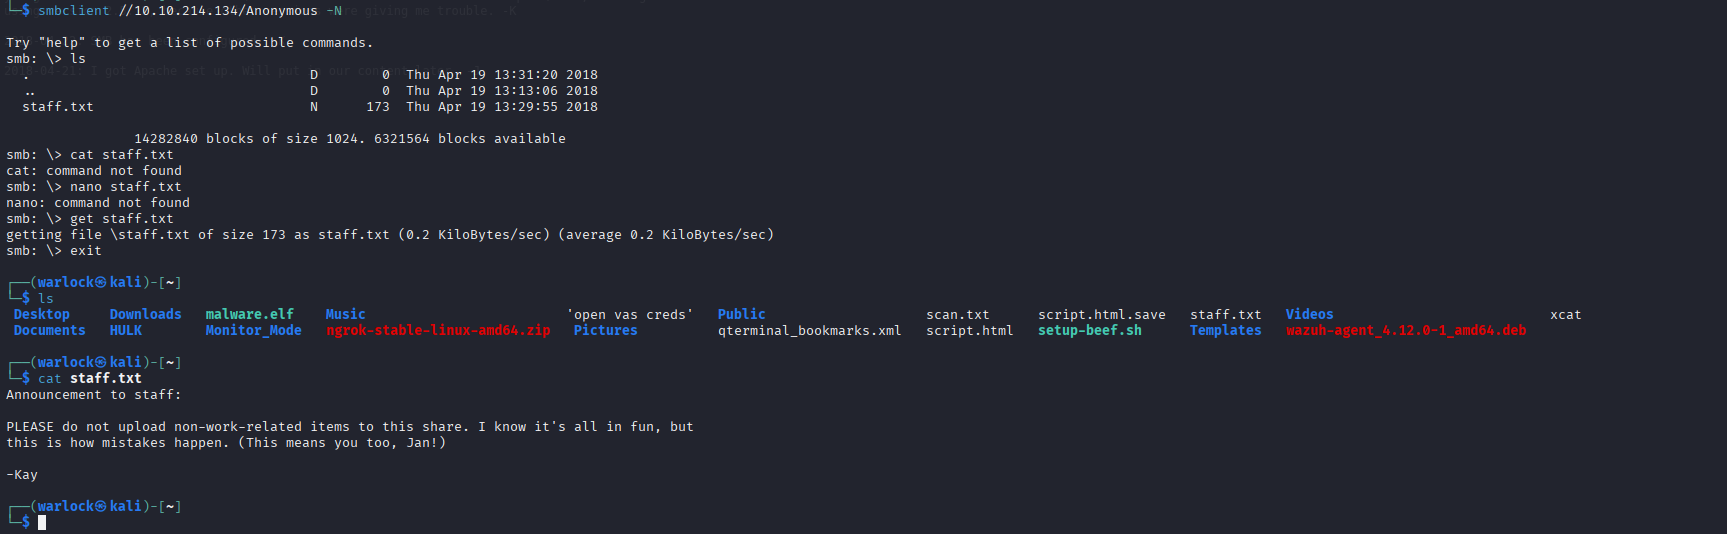 └─$ smbclient //10.10.214.134/Anonymous -N
Try "help" to get a list of possible commands.
smb: \> ls
. D 0 Thu Apr 19 13:31:20 2018
.. D 0 Thu Apr 19 13:13:06 2018
staff.txt N 173 Thu Apr 19 13:29:55 2018
14282840 blocks of size 1024. 6321564 blocks available
smb: \> cat staff.txt
cat: command not found
smb: \> nano staff.txt
nano: command not found
smb: \> get staff.txt
getting file \staff.txt of size 173 as staff.txt (0.2 KiloBytes/sec) (average 0.2 KiloBytes/sec)
smb: \> exit
┌──(warlock㉿kali)-[~]
└─$ ls
Desktop Downloads malware.elf Music 'open vas creds' Public scan.txt script.html.save staff.txt Videos xcat
Documents HULK Monitor_Mode ngrok-stable-linux-amd64.zip Pictures qterminal_bookmarks.xml script.html setup-beef.sh Templates wazuh-agent_4.12.0-1_amd64.deb
┌──(warlock㉿kali)-[~]
└─$ cat staff.txt
Announcement to staff:
PLEASE do not upload non-work-related items to this share. I know it's all in fun, but
this is how mistakes happen. (This means you too, Jan!)
-Kay
┌──(warlock㉿kali)-[~]
└─$